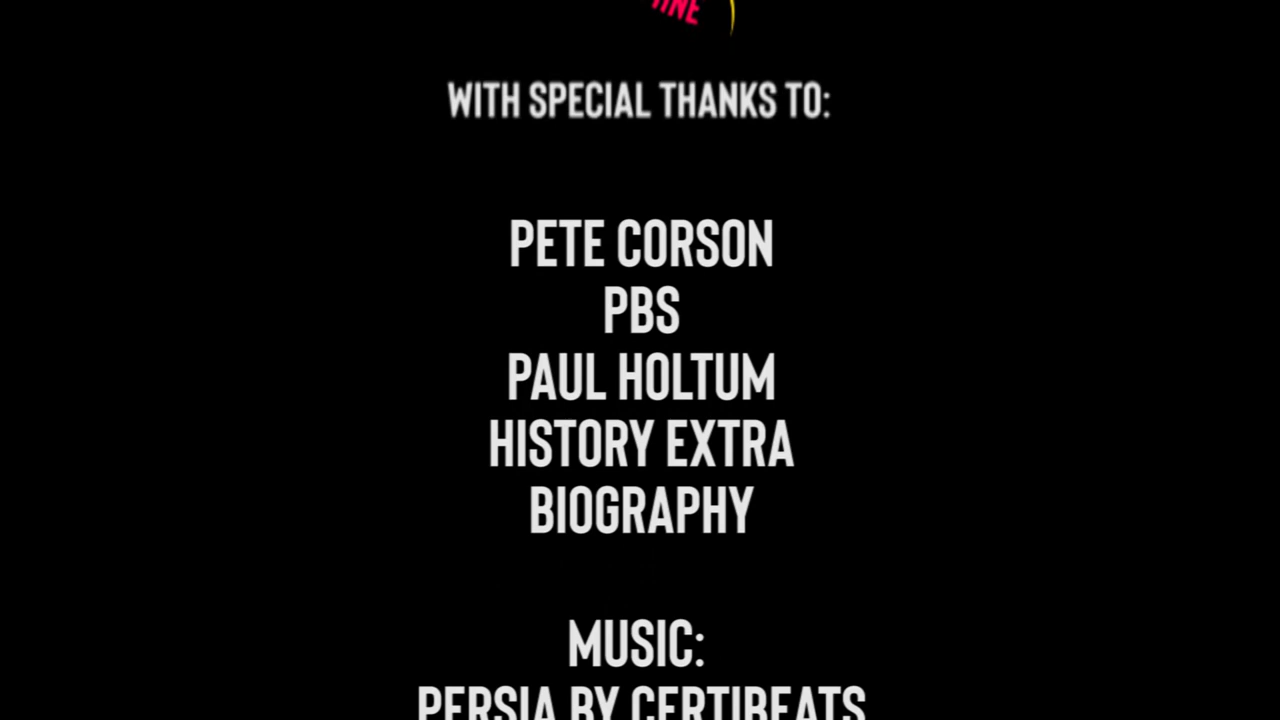 WITH SPECIAL THANKS TO:
PETE CORSON
PBS
PAUL HOLTUM
HISTORY EXTRA
BIOGRAPHY
MUSIC:
PERSIA BY CERTIBEATS